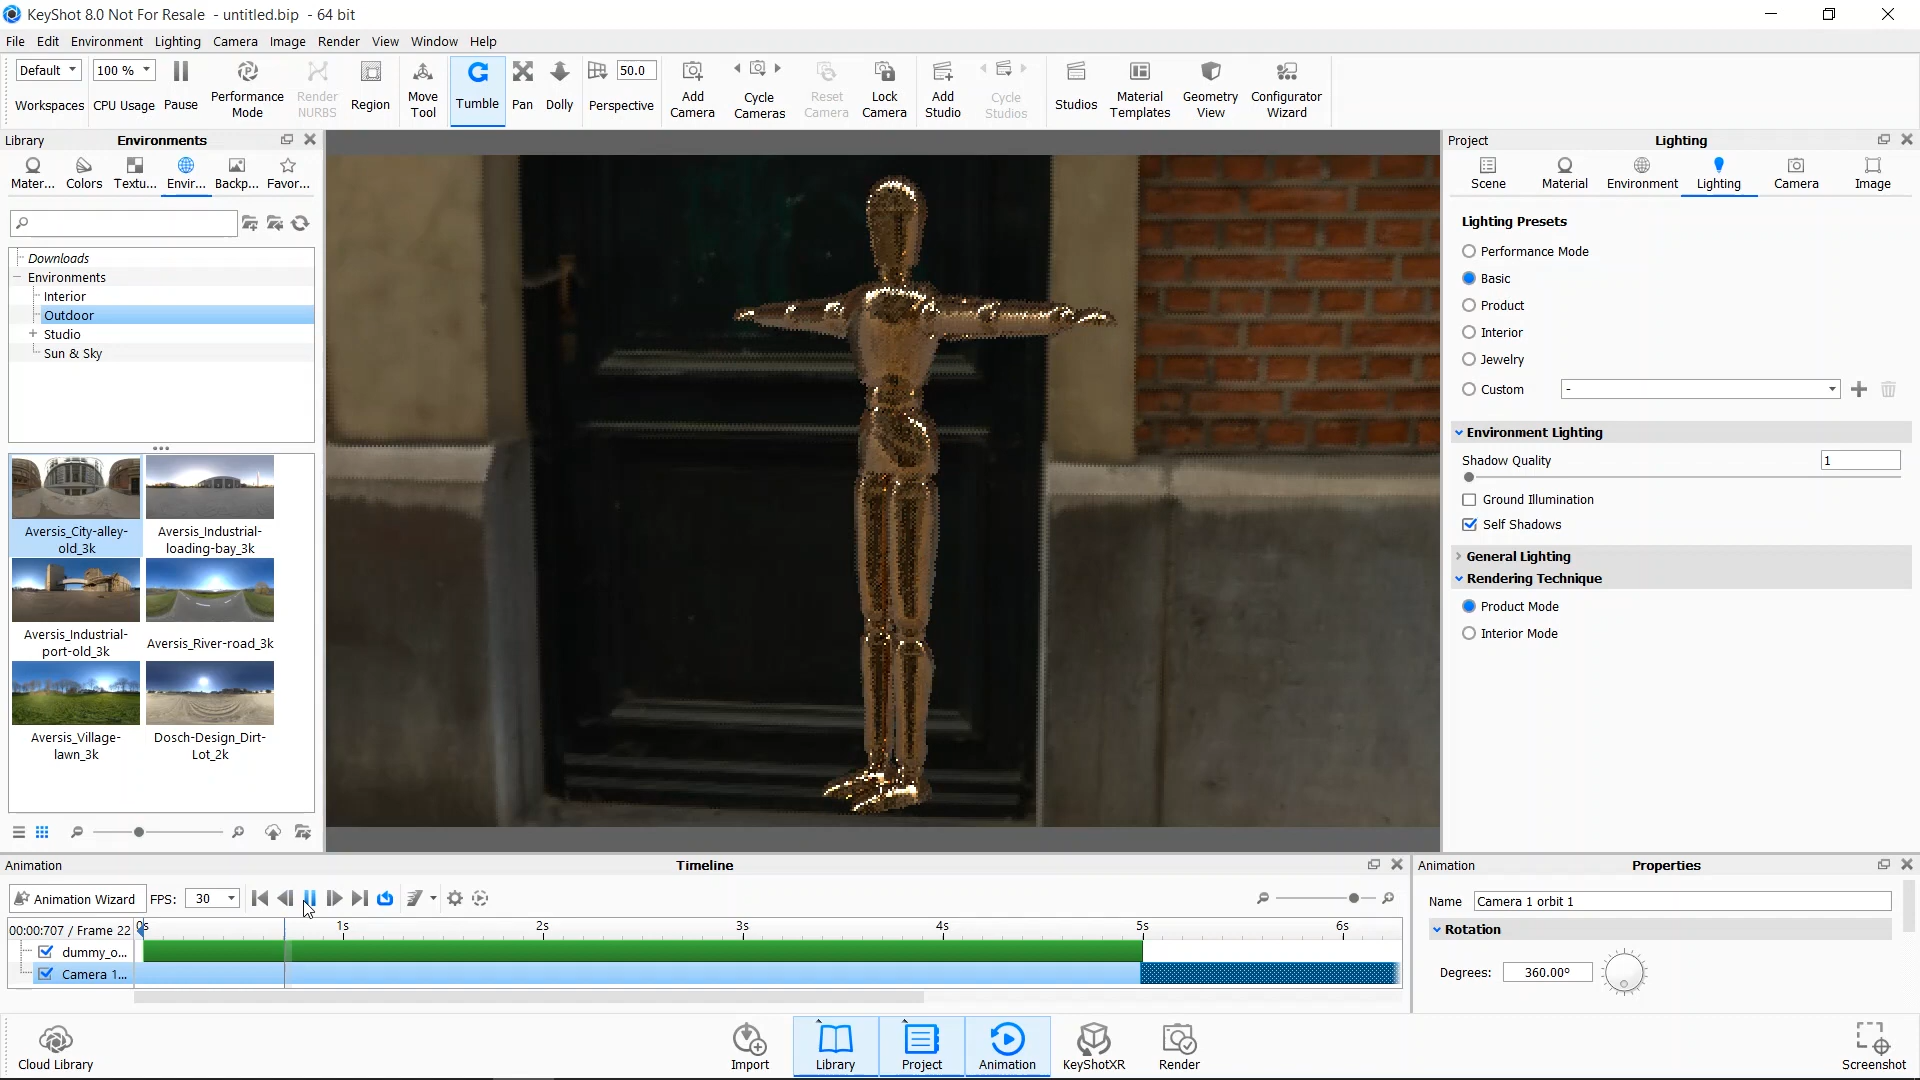 KeyShot 8.0 Not For Resale - untitled.bip - 64 bit
File Edit Environment Lighting Camera Image Render View Window Help
Default 100 % 50.0
Workspaces CPU Usage Pause Performance Mode Render NURBS Region Move Tool Tumble Pan Dolly Perspective Add Camera Cycle Cameras Reset Camera Lock Camera Add Studio Cycle Studios Studios Material Templates Geometry View Configurator Wizard
Library Environments
Mater... Colors Textu... Envir... Backp... Favor...
Downloads
Environments
Interior
Outdoor
Studio
Sun & Sky
Aversis_City-alley-
old_3k
Aversis_Industrial-
loading-bay_3k
Aversis_Industrial-
port-old_3k
Aversis_River-road_3k
Aversis_Village-
lawn_3k
Dosch-Design_Dirt-
Lot_2k
Project Lighting
Scene Material Environment Lighting Camera Image
Lighting Presets
Performance Mode
Basic
Product
Interior
Jewelry
Custom -
Environment Lighting
Shadow Quality 1
Ground Illumination
Self Shadows
General Lighting
Rendering Technique
Product Mode
Interior Mode
Animation Timeline
Animation Wizard FPS: 30
00:00:707 / Frame 22 0s 1s 2s 3s 4s 5s 6s
dummy_o...
Camera 1...
Animation Properties
Name Camera 1 orbit 1
Rotation
Degrees: 360.00°
Cloud Library Import Library Project Animation KeyShotXR Render Screenshot